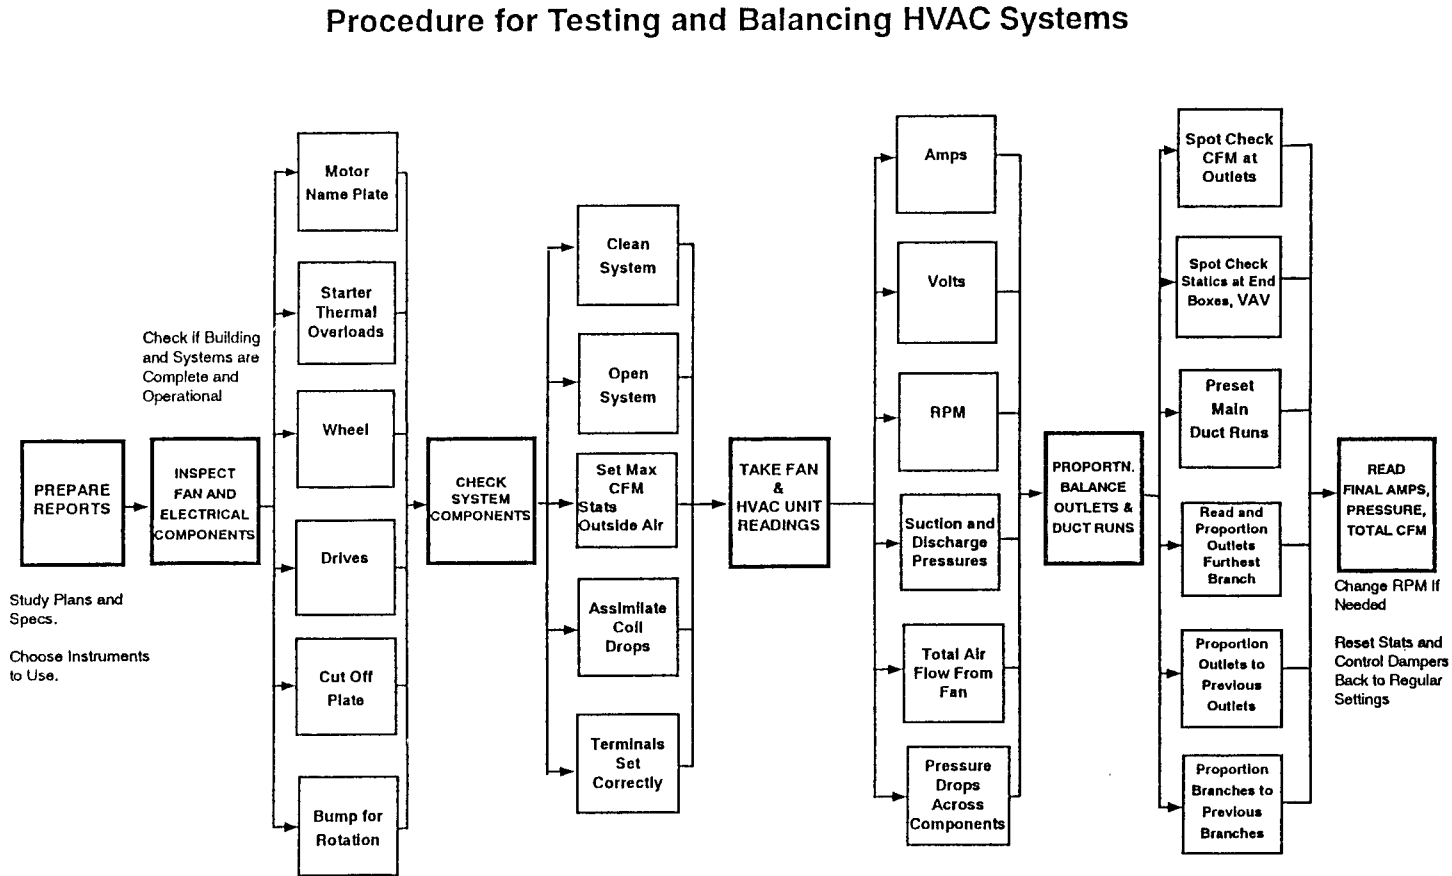 Procedure for Testing and Balancing HVAC Systems
PREPARE
REPORTS
Study Plans and
Specs.
Choose Instruments
to Use.
Check if Building
and Systems are
Complete and
Operational
INSPECT
FAN AND
ELECTRICAL
COMPONENTS
Motor
Name Plate
Starter
Thermal
Overloads
Wheel
Drives
Cut Off
Plate
Bump for
Rotation
CHECK
SYSTEM
COMPONENTS
Clean
System
Open
System
Set Max
CFM
Stats
Outside Air
Assimilate
Coil
Drops
Terminals
Set
Correctly
TAKE FAN
&
HVAC UNIT
READINGS
Amps
Volts
RPM
Suction and
Discharge
Pressures
Total Air
Flow From
Fan
Pressure
Drops
Across
Components
PROPORTN.
BALANCE
OUTLETS &
DUCT RUNS
Spot Check
CFM at
Outlets
Spot Check
Statics at End
Boxes, VAV
Preset
Main
Duct Runs
Read and
Proportion
Outlets
Furthest
Branch
Proportion
Outlets to
Previous
Outlets
Proportion
Branches to
Previous
Branches
READ
FINAL AMPS,
PRESSURE,
TOTAL CFM
Change RPM if
Needed
Reset Stats and
Control Dampers
Back to Regular
Settings